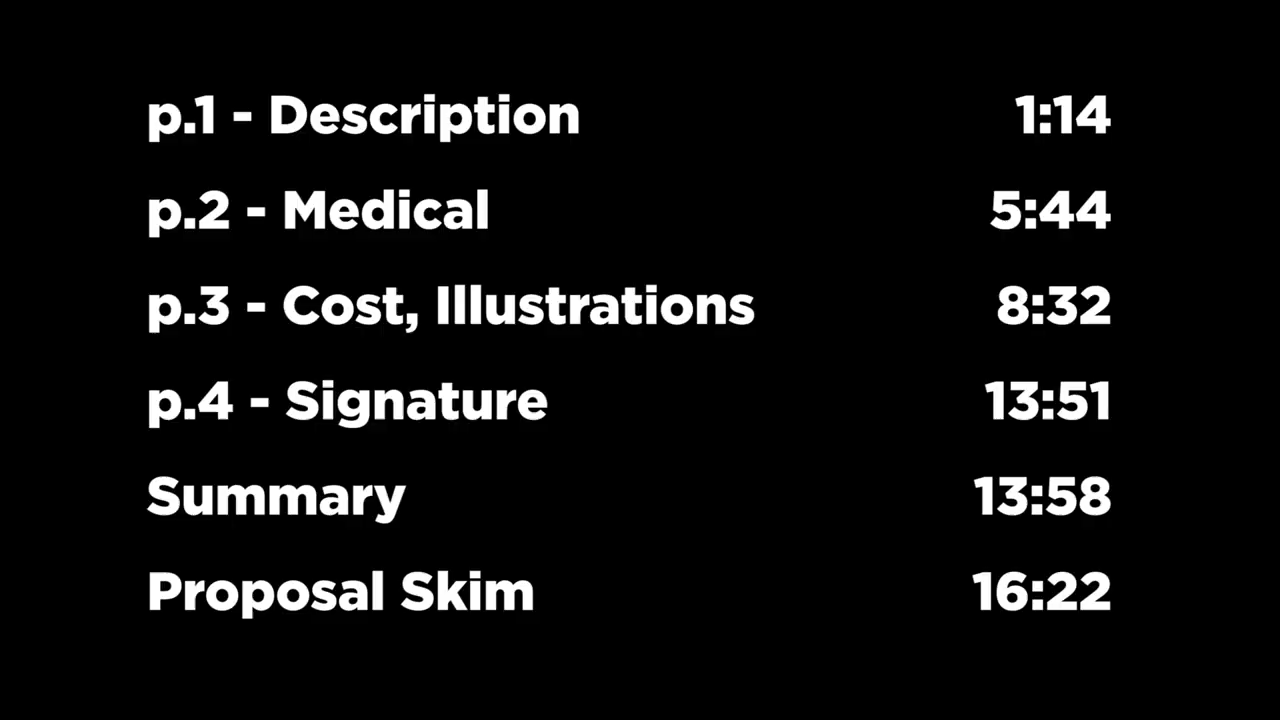 p.1 - Description 1:14
p.2 - Medical 5:44
p.3 - Cost, Illustrations 8:32
p.4 - Signature 13:51
Summary 13:58
Proposal Skim 16:22